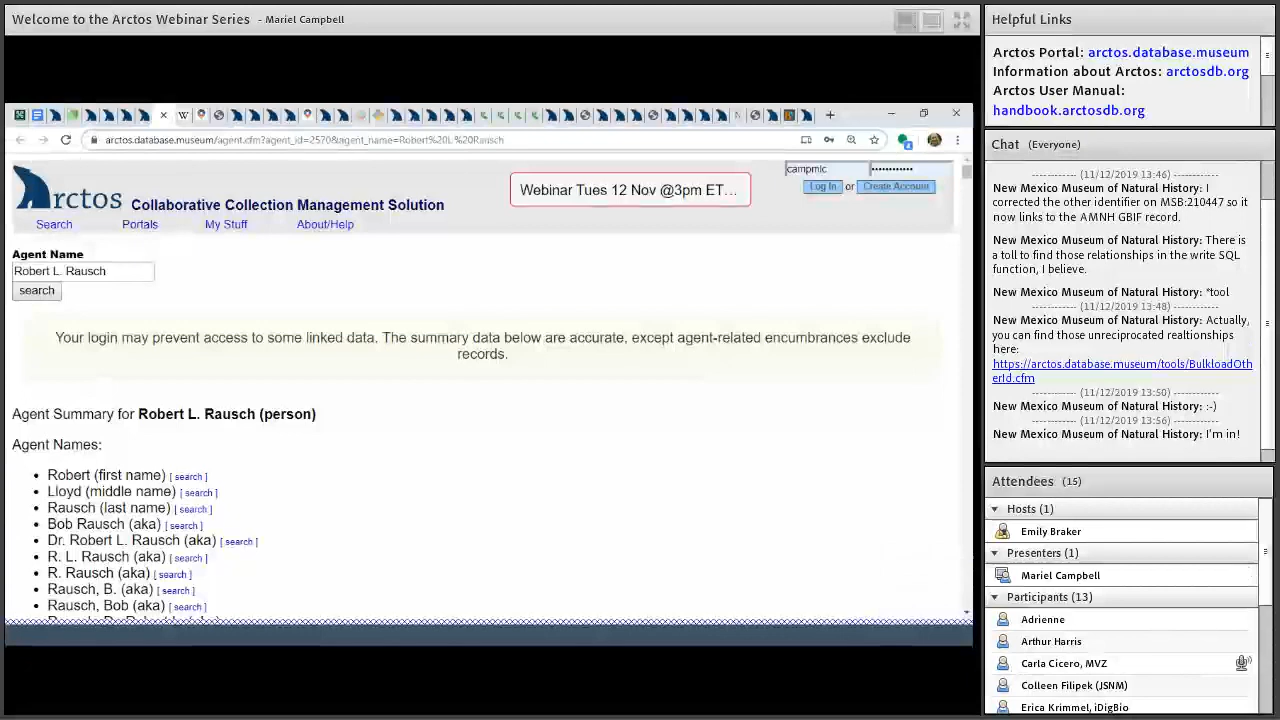 Welcome to the Arctos Webinar Series - Mariel Campbell
arctos.database.museum/agent.cfm?agent_id=2570&agent_name=Robert%20L.%20Rausch
Arctos Collaborative Collection Management Solution
Webinar Tues 12 Nov @3pm ET...
campmlc
••••••••••••
Log In or Create Account
Search Portals My Stuff About/Help
Agent Name
Robert L. Rausch
search
Your login may prevent access to some linked data. The summary data below are accurate, except agent-related encumbrances exclude
records.
Agent Summary for Robert L. Rausch (person)
Agent Names:
• Robert (first name) [ search ]
• Lloyd (middle name) [ search ]
• Rausch (last name) [ search ]
• Bob Rausch (aka) [ search ]
• Dr. Robert L. Rausch (aka) [ search ]
• R. L. Rausch (aka) [ search ]
• R. Rausch (aka) [ search ]
• Rausch, B. (aka) [ search ]
• Rausch, Bob (aka) [ search ]
Helpful Links
Arctos Portal: arctos.database.museum
Information about Arctos: arctosdb.org
Arctos User Manual:
handbook.arctosdb.org
Chat (Everyone)
------------ (11/12/2019 13:46) ------------
New Mexico Museum of Natural History: I
corrected the other identifier on MSB:210447 so it
now links to the AMNH GBIF record.
New Mexico Museum of Natural History: There is
a toll to find those relationships in the write SQL
function, I believe.
New Mexico Museum of Natural History: *tool
------------ (11/12/2019 13:48) ------------
New Mexico Museum of Natural History: Actually,
you can find those unreciprocated realtionships
here:
https://arctos.database.museum/tools/BulkloadOth
erId.cfm
------------ (11/12/2019 13:50) ------------
New Mexico Museum of Natural History: :-)
------------ (11/12/2019 13:56) ------------
New Mexico Museum of Natural History: I'm in!
Attendees (15)
Hosts (1)
Emily Braker
Presenters (1)
Mariel Campbell
Participants (13)
Adrienne
Arthur Harris
Carla Cicero, MVZ
Colleen Filipek (JSNM)
Erica Krimmel, iDigBio